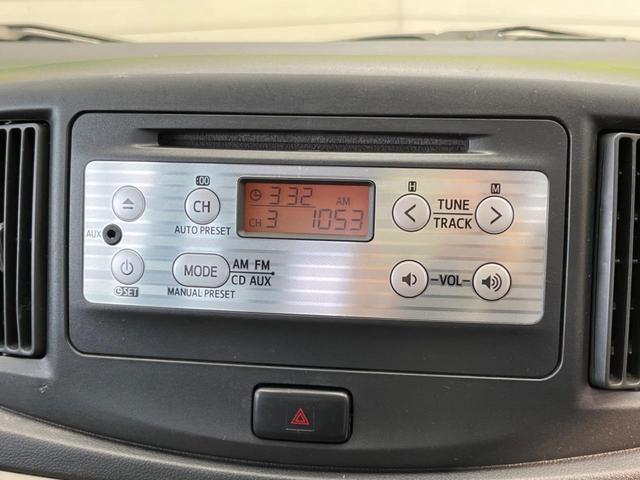 :00
H
M
CH
3:32
AM
TUNE
CH 3
1053
TRACK
AUX
AUTO PRESET
MODE
AM FM
CD AUX
-VOL-
SET
MANUAL PRESET